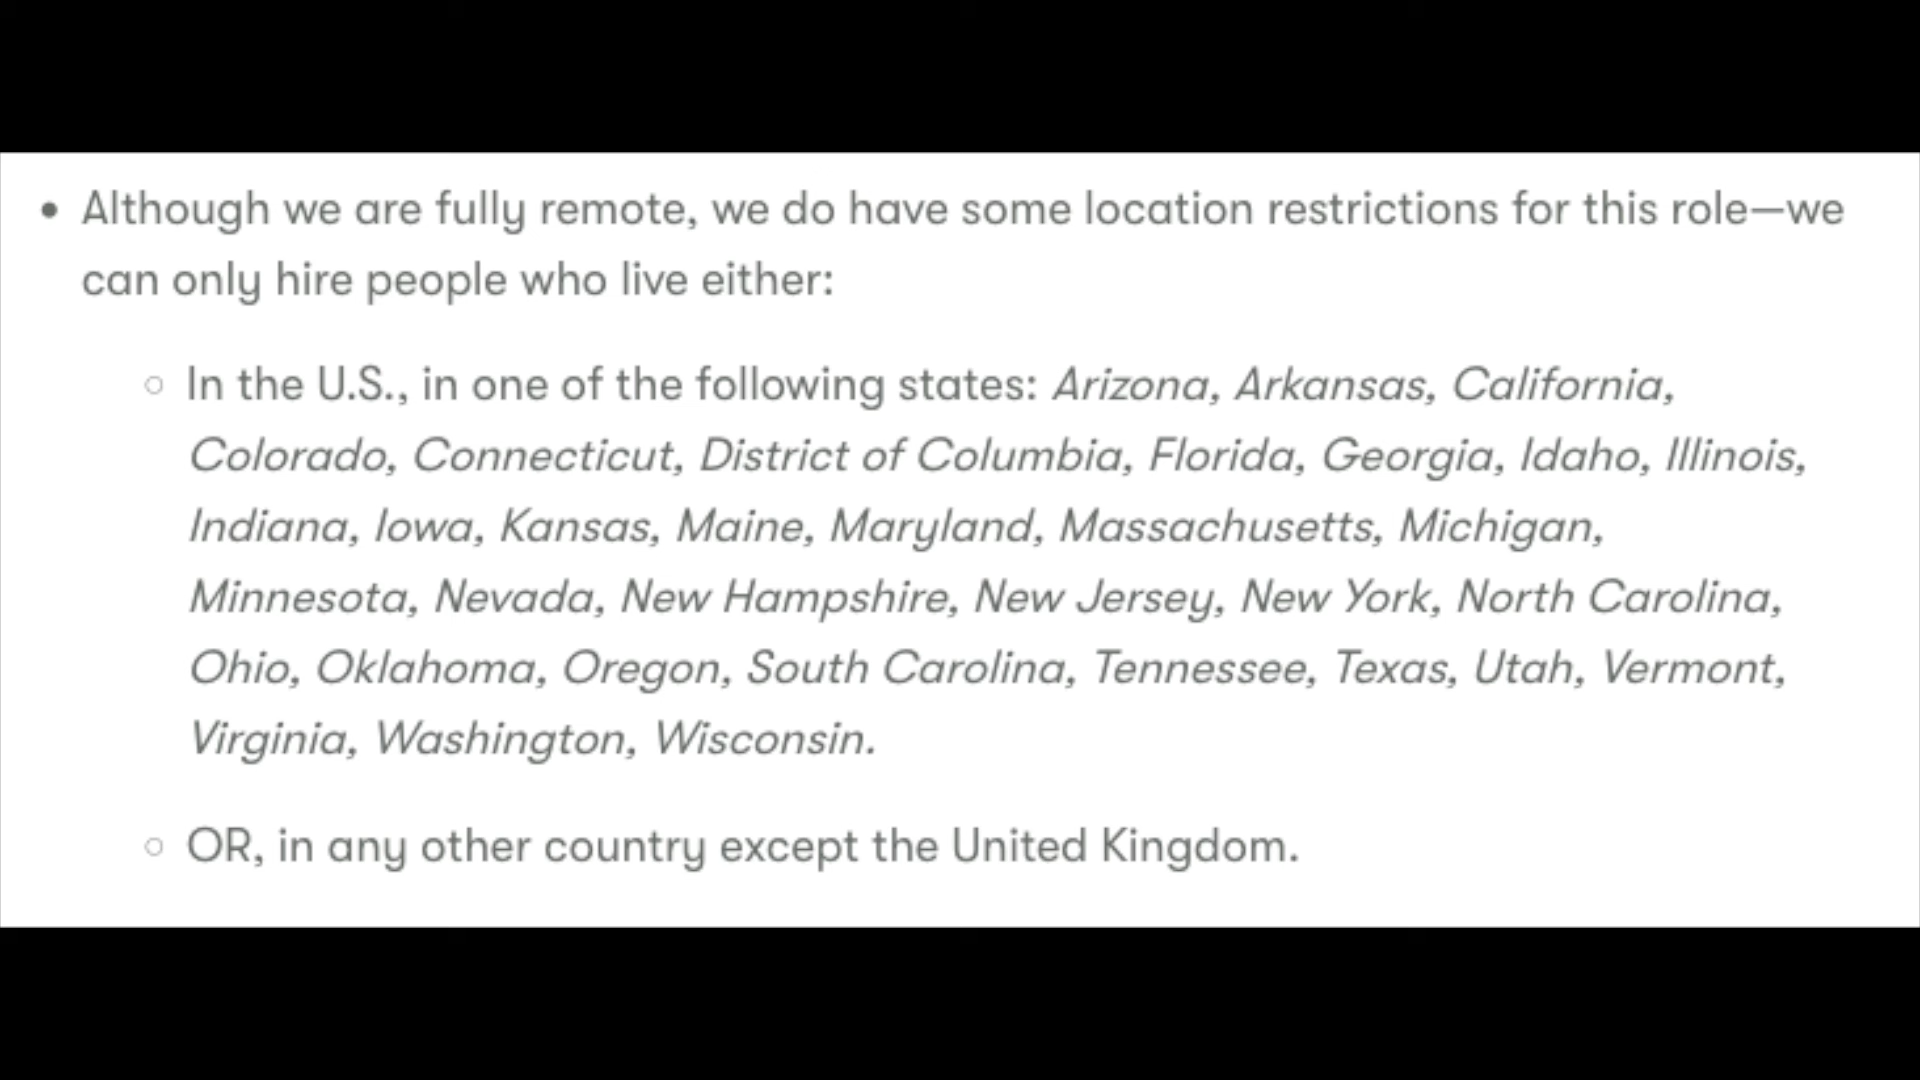 • Although we are fully remote, we do have some location restrictions for this role—we
can only hire people who live either:
○ In the U.S., in one of the following states: Arizona, Arkansas, California,
Colorado, Connecticut, District of Columbia, Florida, Georgia, Idaho, Illinois,
Indiana, Iowa, Kansas, Maine, Maryland, Massachusetts, Michigan,
Minnesota, Nevada, New Hampshire, New Jersey, New York, North Carolina,
Ohio, Oklahoma, Oregon, South Carolina, Tennessee, Texas, Utah, Vermont,
Virginia, Washington, Wisconsin.
○ OR, in any other country except the United Kingdom.